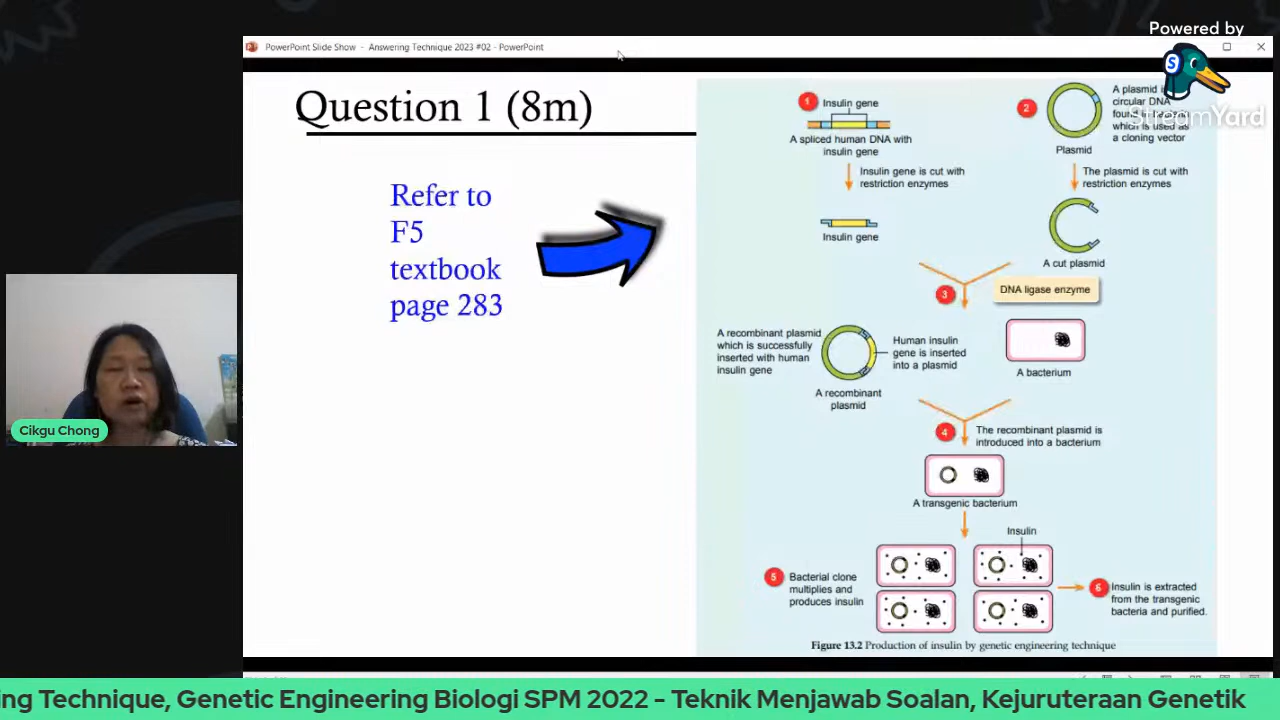 Powered by
StreamYard
PowerPoint Slide Show - Answering Technique 2023 #02 - PowerPoint
Question 1 (8m)
Refer to
F5
textbook
page 283
1
Insulin gene
A spliced human DNA with
insulin gene
Insulin gene is cut with
restriction enzymes
Insulin gene
2
A plasmid
circular DNA
which is used as
a cloning vector
Plasmid
The plasmid is cut with
restriction enzymes
A cut plasmid
3
DNA ligase enzyme
A recombinant plasmid
which is successfully
inserted with human
insulin gene
Human insulin
gene is inserted
into a plasmid
A recombinant
plasmid
A bacterium
4
The recombinant plasmid is
introduced into a bacterium
A transgenic bacterium
Insulin
5
Bacterial clone
multiplies and
produces insulin
6
Insulin is extracted
from the transgenic
bacteria and purified.
Figure 13.2 Production of insulin by genetic engineering technique
Cikgu Chong
ng Technique, Genetic Engineering Biologi SPM 2022 - Teknik Menjawab Soalan, Kejuruteraan Genetik